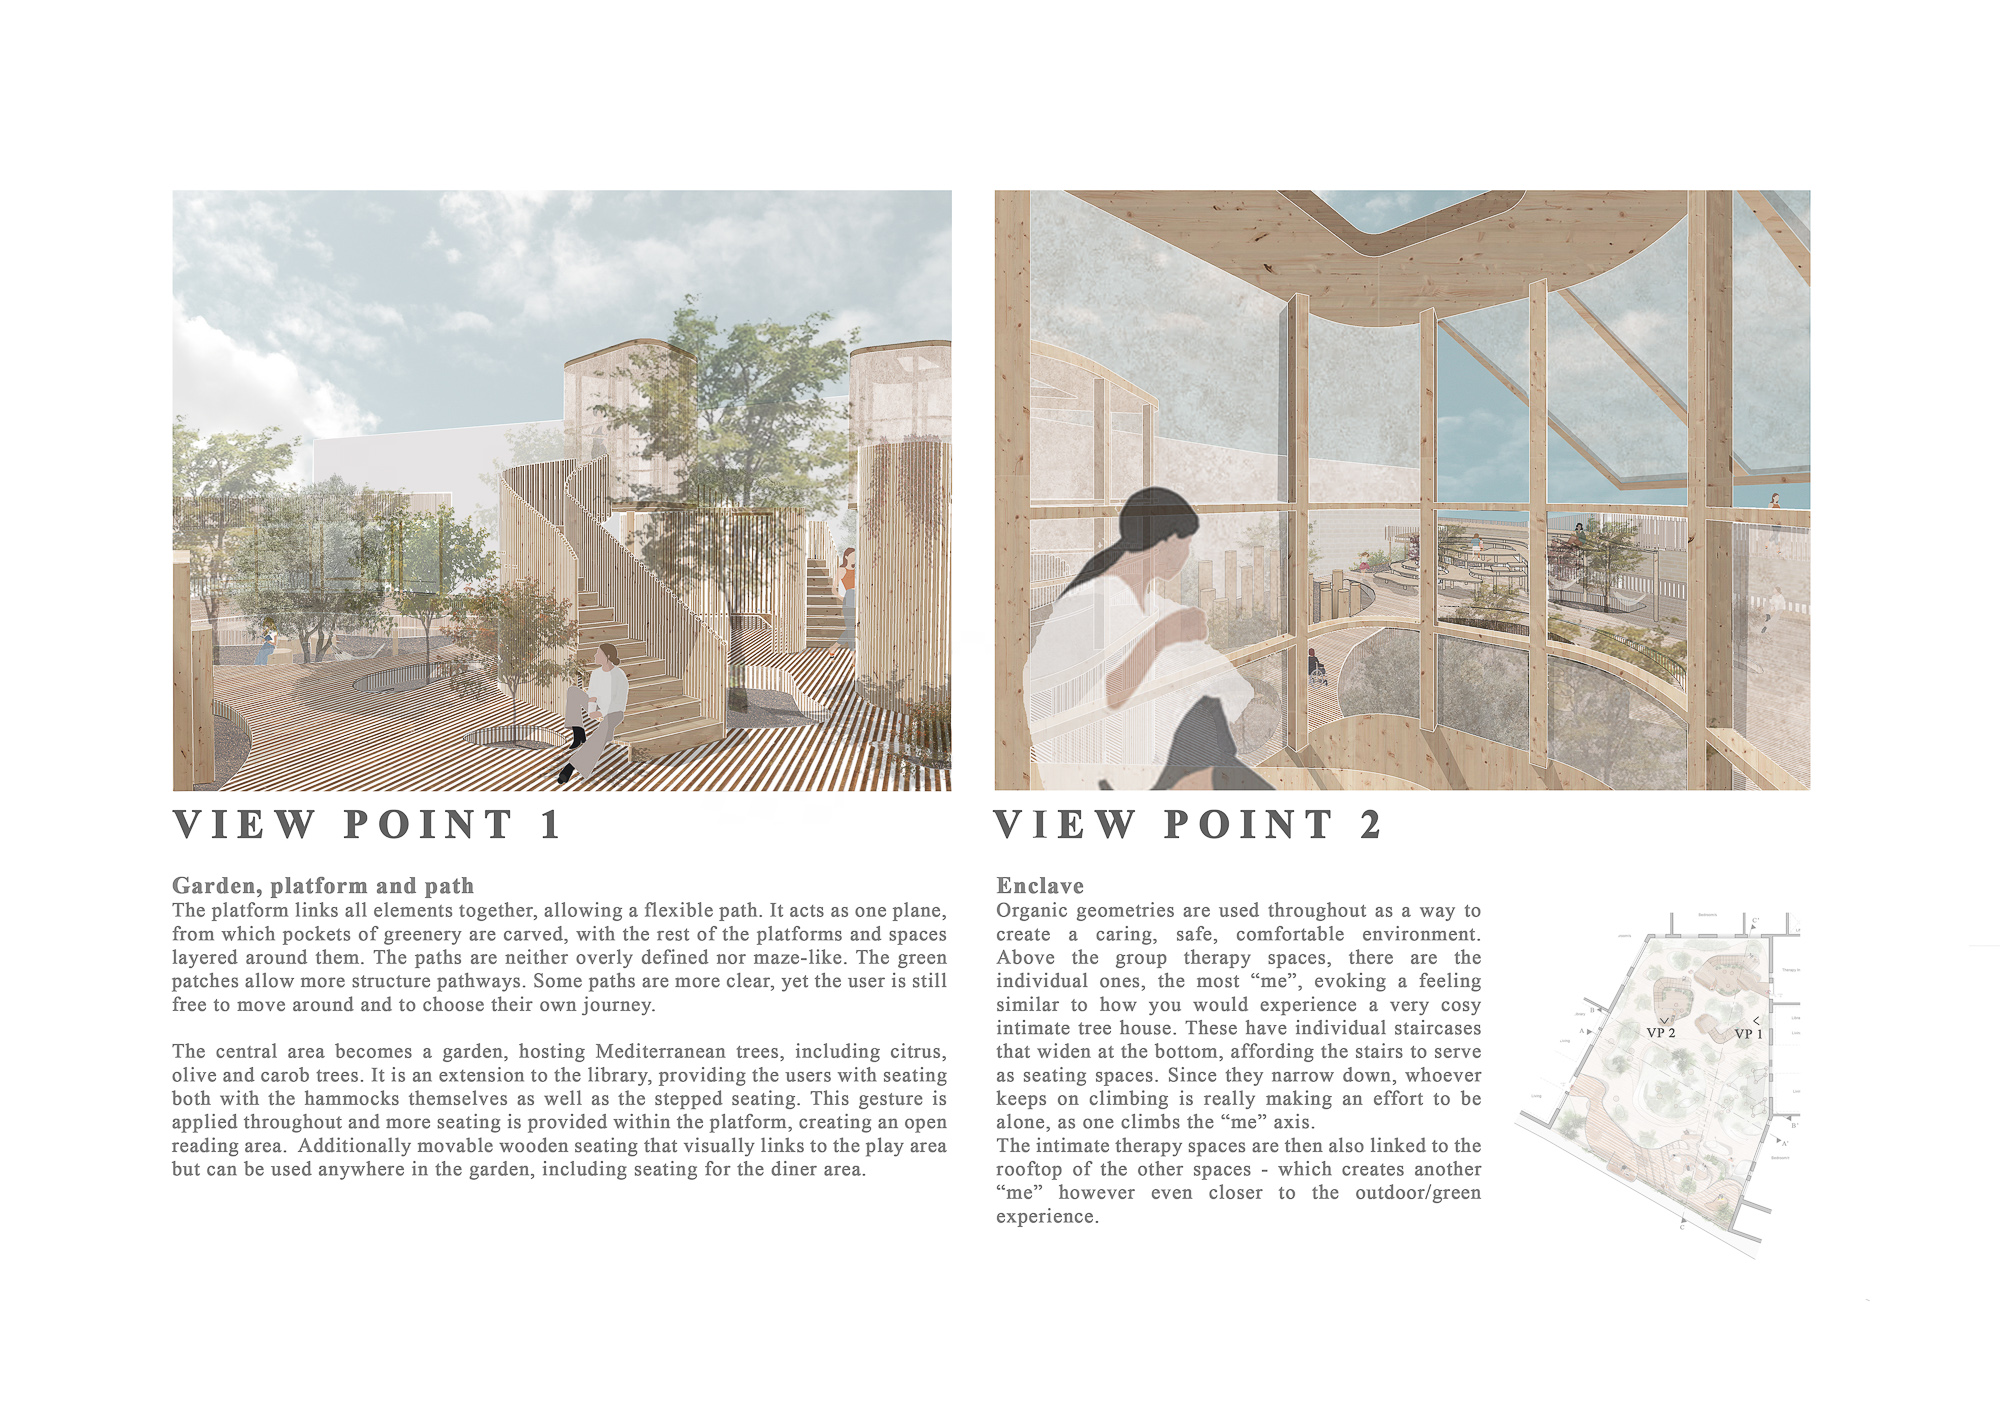 VIEW POINT 1
Garden, platform and path
The platform links all elements together, allowing a flexible path. It acts as one plane,
from which pockets of greenery are carved, with the rest of the platforms and spaces
layered around them. The paths are neither overly defined nor maze-like. The green
patches allow more structure pathways. Some paths are more clear, yet the user is still
free to move around and to choose their own journey.
The central area becomes a garden, hosting Mediterranean trees, including citrus,
olive and carob trees. It is an extension to the library, providing the users with seating
both with the hammocks themselves as well as the stepped seating. This gesture is
applied throughout and more seating is provided within the platform, creating an open
reading area. Additionally movable wooden seating that visually links to the play area
but can be used anywhere in the garden, including seating for the diner area.
VIEW POINT 2
Enclave
Organic geometries are used throughout as a way to
create a caring, safe, comfortable environment.
Above the group therapy spaces, there are the
individual ones, the most “me”, evoking a feeling
similar to how you would experience a very cosy
intimate tree house. These have individual staircases
that widen at the bottom, affording the stairs to serve
as seating spaces. Since they narrow down, whoever
keeps on climbing is really making an effort to be
alone, as one climbs the “me” axis.
The intimate therapy spaces are then also linked to the
rooftop of the other spaces - which creates another
“me” however even closer to the outdoor/green
experience.
C'
B
A
VP 2
VP 1
B'
A'
C